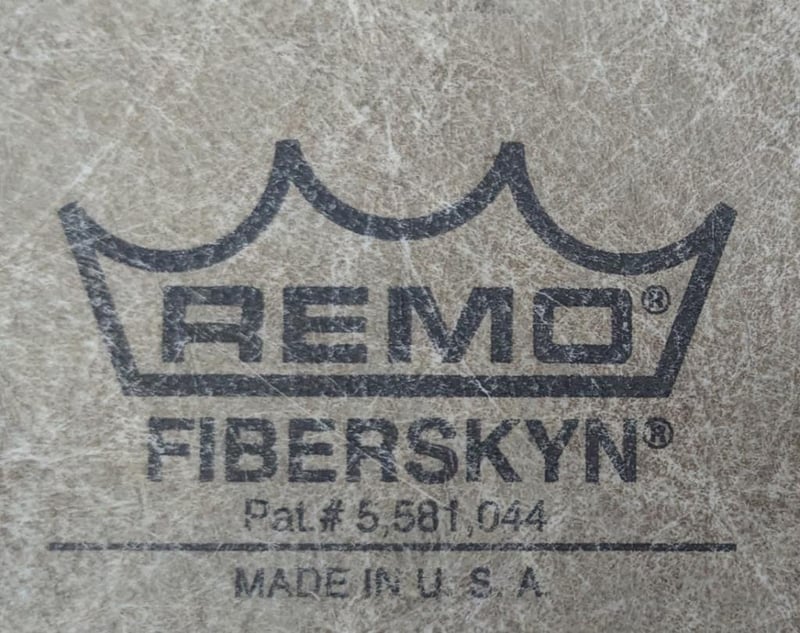 REMO®
FIBERSKYN®
Pat.# 5,581,044
MADE IN U. S. A.